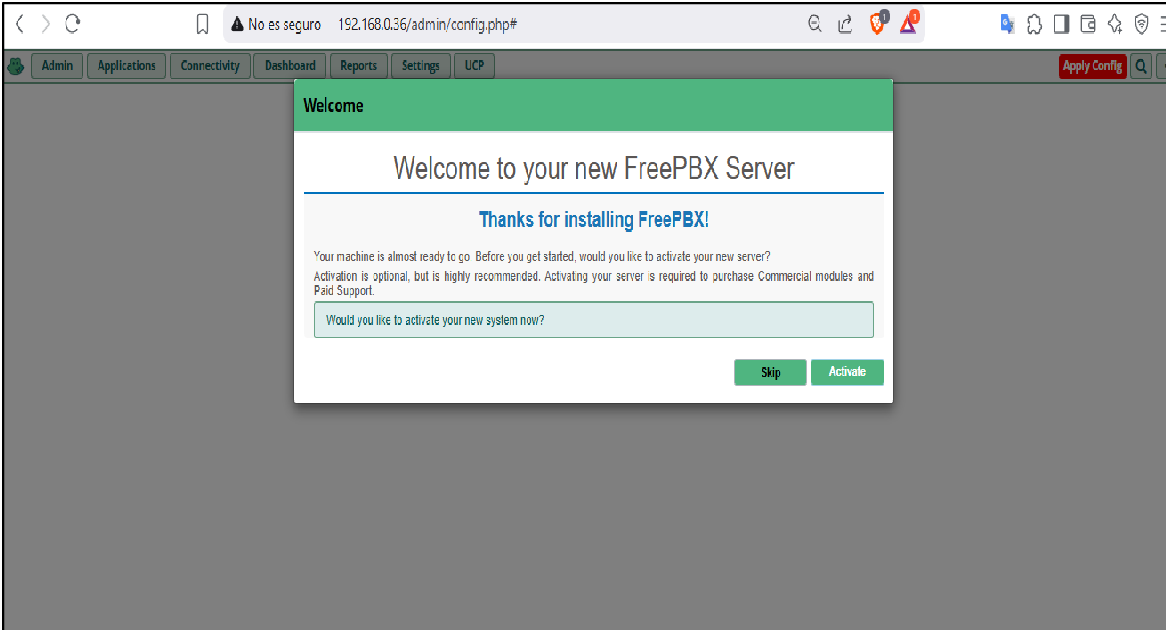 No es seguro 192.168.0.36/admin/config.php#
1 1
Admin Applications Connectivity Dashboard Reports Settings UCP Apply Config
Welcome
Welcome to your new FreePBX Server
Thanks for installing FreePBX!
Your machine is almost ready to go. Before you get started, would you like to activate your new server?
Activation is optional, but is highly recommended. Activating your server is required to purchase Commercial modules and
Paid Support.
Would you like to activate your new system now?
Skip Activate